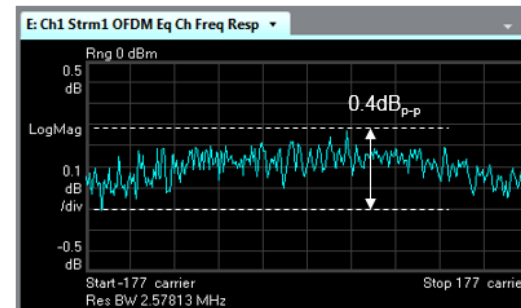 E: Ch1 Strm1 OFDM Eq Ch Freq Resp
Rng 0 dBm
0.5
dB
0.4dBp-p
LogMag
0.1
dB
/div
-0.5
dB
Start -177 carrier
Stop 177 carrie
Res BW 2.57813 MHz